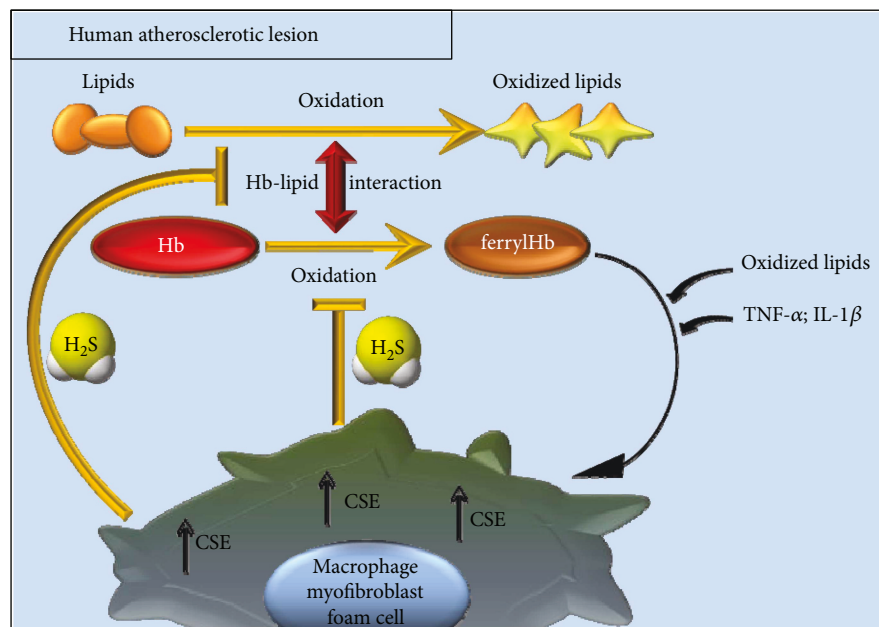 Human atherosclerotic lesion
Lipids
Oxidized lipids
Oxidation
Hb-lipid interaction
Hb
ferrylHb
Oxidation
Oxidized lipids
TNF-α; IL-1β
H₂S
H₂S
CSE
CSE
CSE
Macrophage
myofibroblast
foam cell